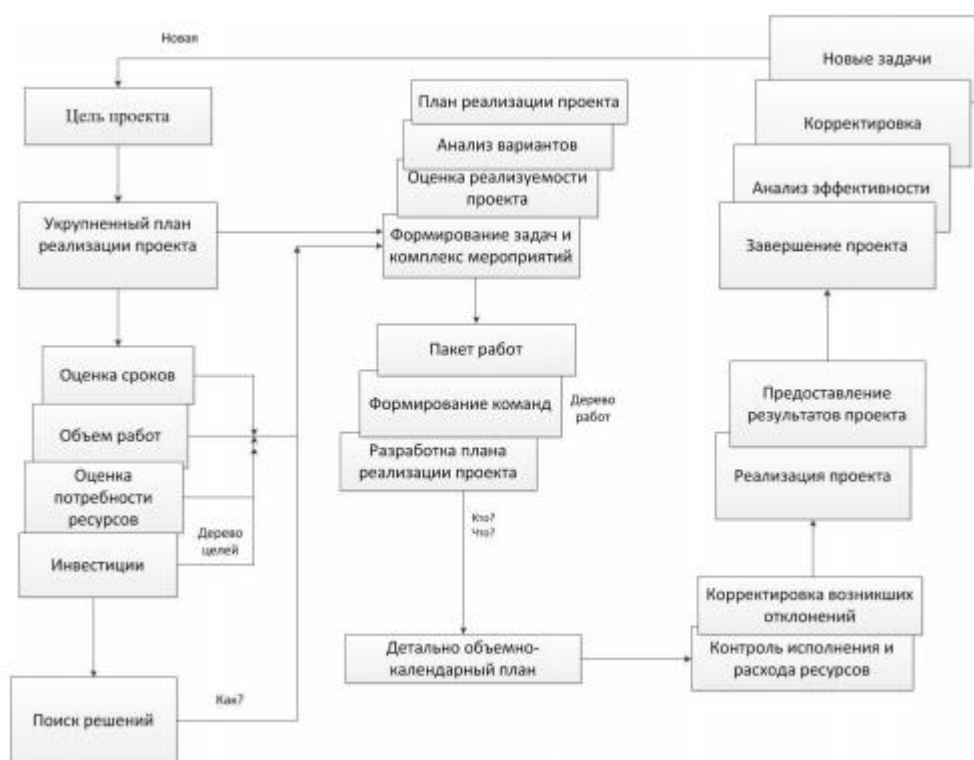 Новая
Цель проекта
Укрупненный план
реализации проекта
Оценка сроков
Объем работ
Оценка
потребности
ресурсов
Дерево
целей
Инвестиции
Поиск решений
Как?
План реализации проекта
Анализ вариантов
Оценка реализуемости
проекта
Формирование задач и
комплекс мероприятий
Пакет работ
Формирование команд
Дерево
работ
Разработка плана
реализации проекта
Кто?
Что?
Детально объемно-
календарный план
Новые задачи
Корректировка
Анализ эффективности
Завершение проекта
Предоставление
результатов проекта
Реализация проекта
Корректировка возникших
отклонений
Контроль исполнения и
расхода ресурсов